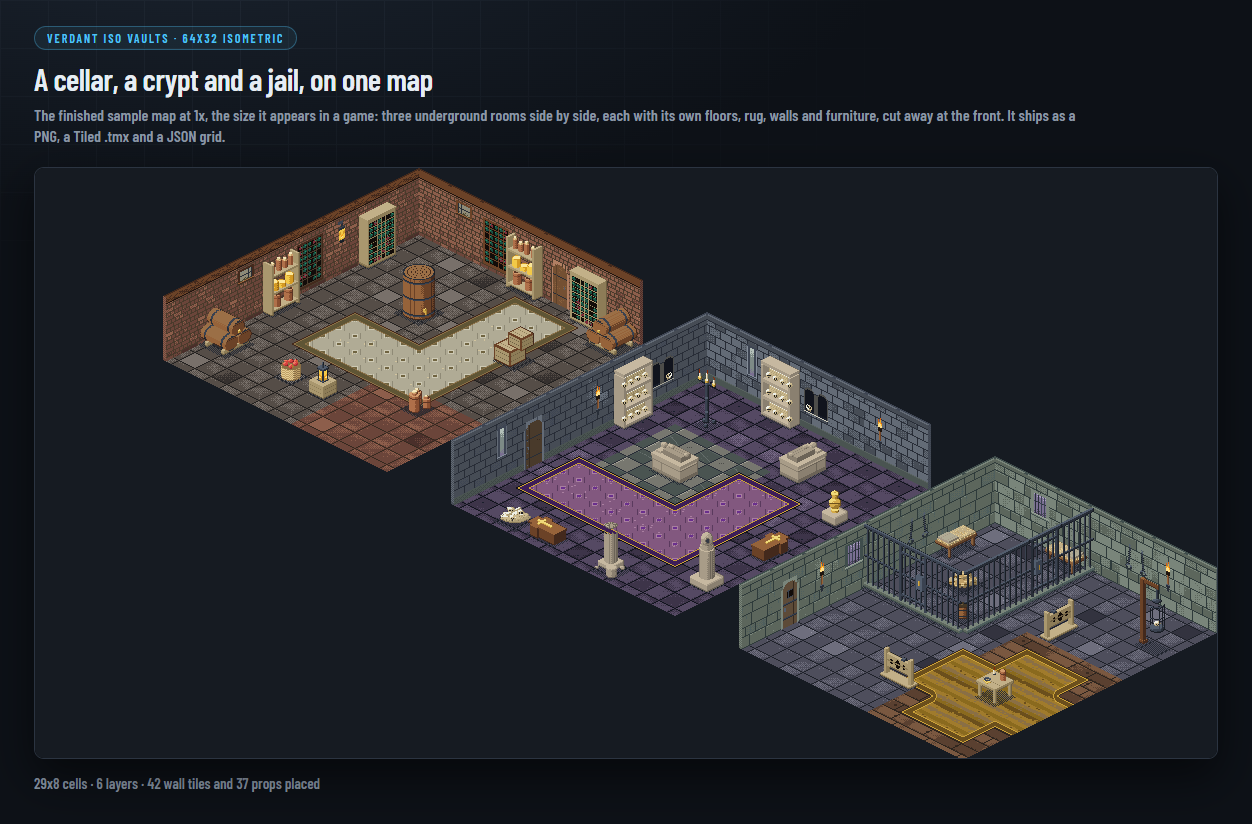 VERDANT ISO VAULTS · 64X32 ISOMETRIC
A cellar, a crypt and a jail, on one map
The finished sample map at 1x, the size it appears in a game: three underground rooms side by side, each with its own floors, rug, walls and furniture, cut away at the front. It ships as a
PNG, a Tiled .tmx and a JSON grid.
29x8 cells · 6 layers · 42 wall tiles and 37 props placed